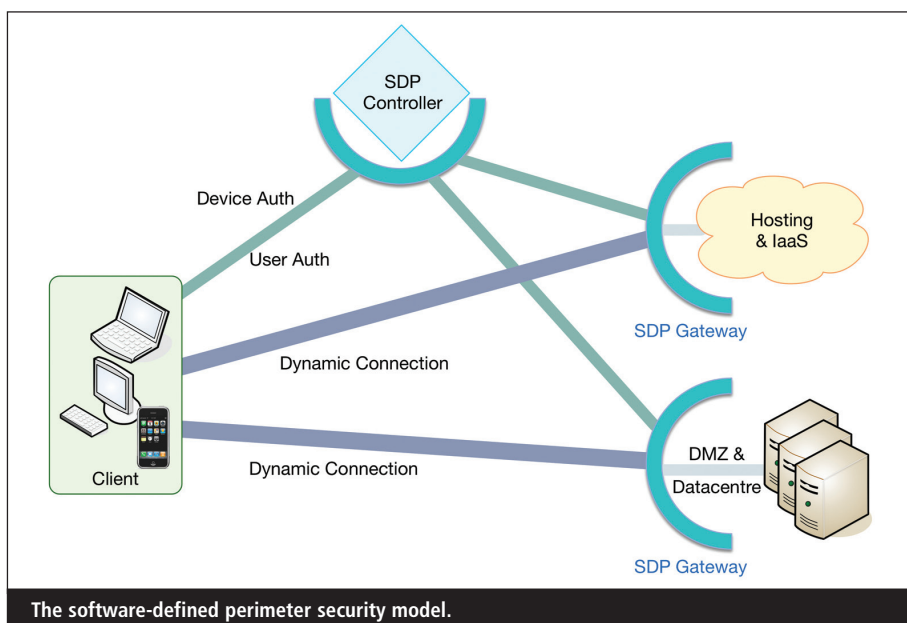 SDP
Controller
Device Auth
User Auth
Hosting
& IaaS
SDP Gateway
Dynamic Connection
Client
Dynamic Connection
DMZ &
Datacentre
SDP Gateway
The software-defined perimeter security model.